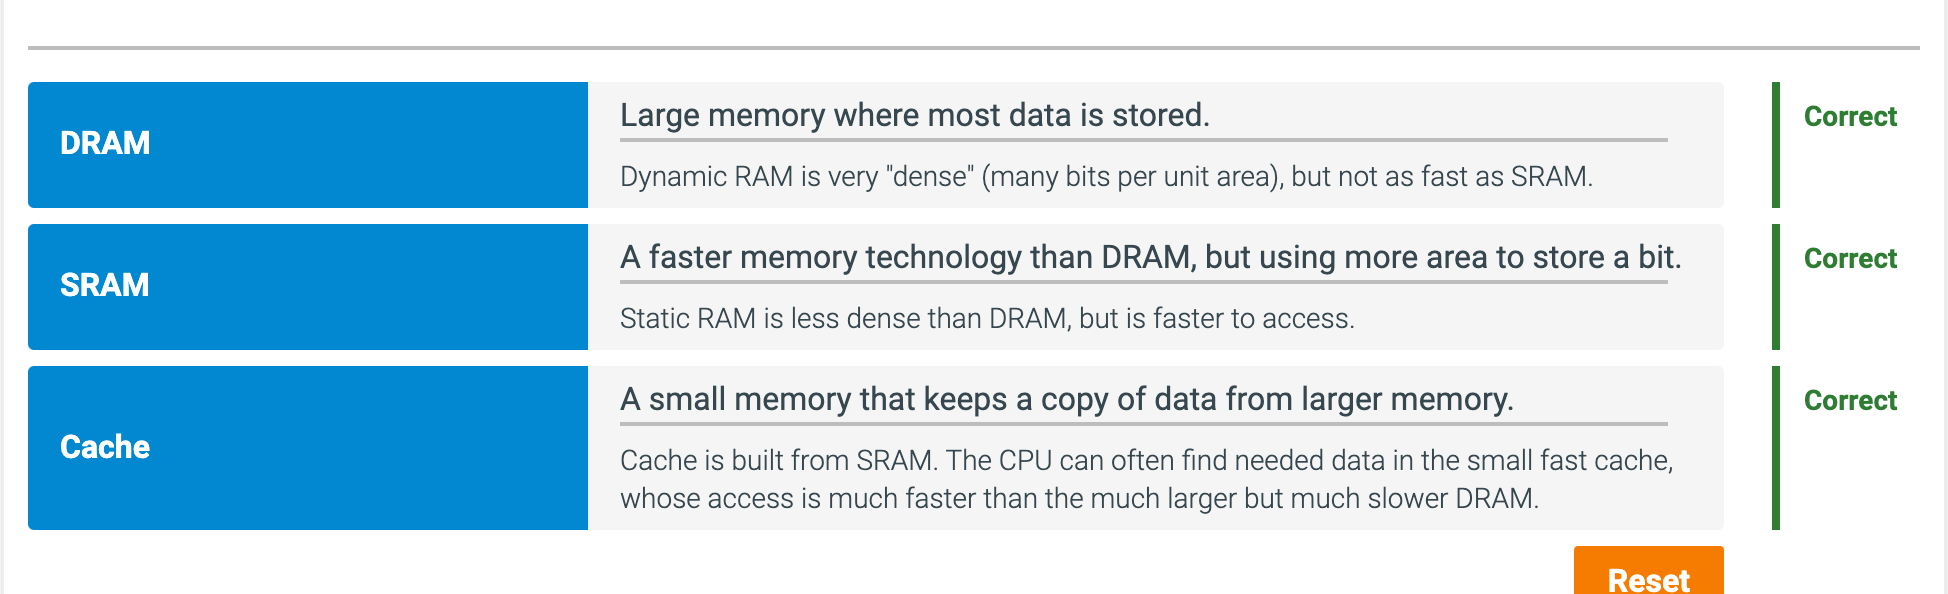 DRAM
Large memory where most data is stored.
Dynamic RAM is very "dense" (many bits per unit area), but not as fast as SRAM.
Correct
SRAM
A faster memory technology than DRAM, but using more area to store a bit.
Static RAM is less dense than DRAM, but is faster to access.
Correct
Cache
A small memory that keeps a copy of data from larger memory.
Cache is built from SRAM. The CPU can often find needed data in the small fast cache,
whose access is much faster than the much larger but much slower DRAM.
Correct
Reset